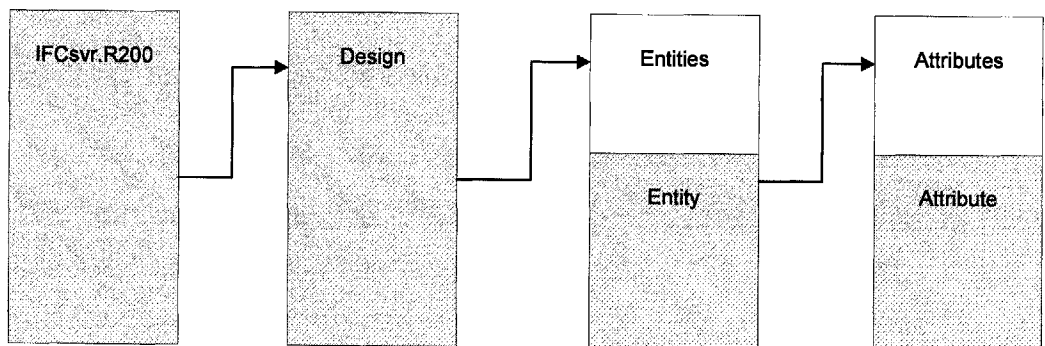 IFCsvr.R200
Design
Entities
Attributes
Entity
Attribute